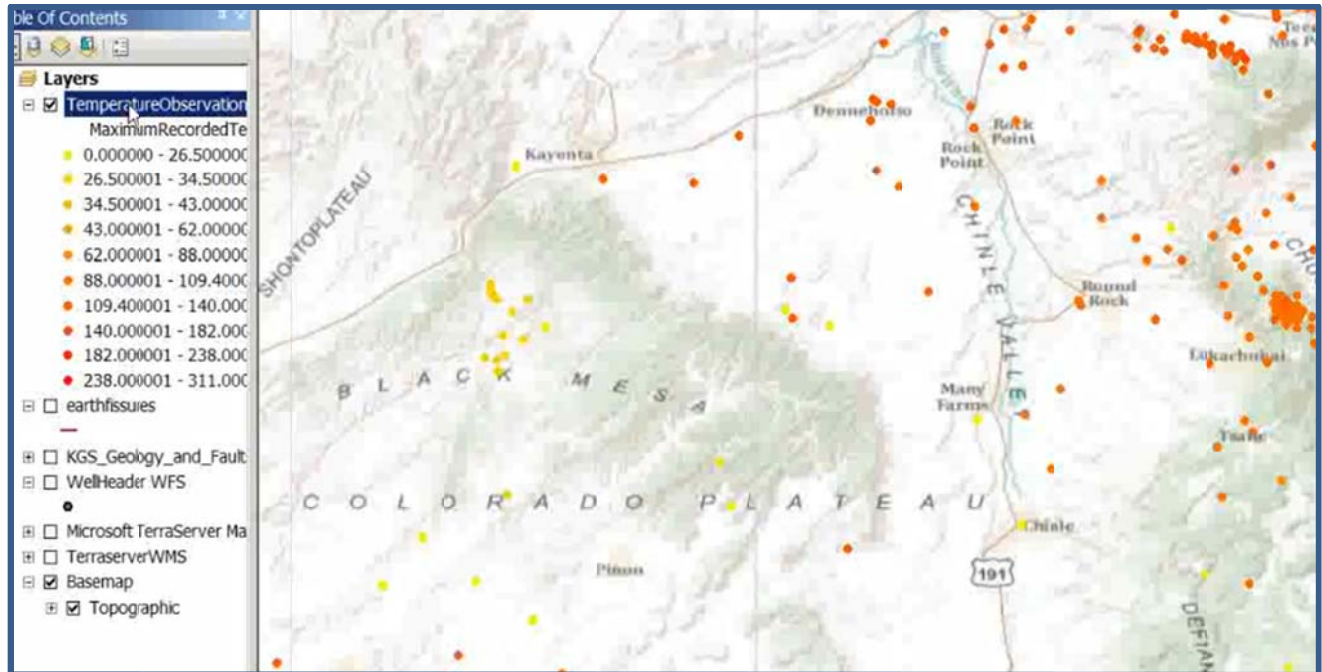 ble Of Contents
Layers
TemperatureObservation
MaximumRecordedTe
0.000000 - 26.500000
26.500001 - 34.50000
34.500001 - 43.00000
43.000001 - 62.00000
62.000001 - 88.00000
88.000001 - 109.4000
109.400001 - 140.000
140.000001 - 182.000
182.000001 - 238.000
238.000001 - 311.000
earthfissures
KGS_Geology_and_Fault
WellHeader WFS
Microsoft TerraServer Ma
TerraserverWMS
Basemap
Topographic
Dennehotso
Rock
Point
Rock
Point
Kayenta
SHONTO PLATEAU
CHINLE VALLEY
Round
Rock
Lukachukai
BLACK MESA
Many
Farms
Tsaile
COLORADO PLATEAU
Chinle
Pinon
191
DEFIAN